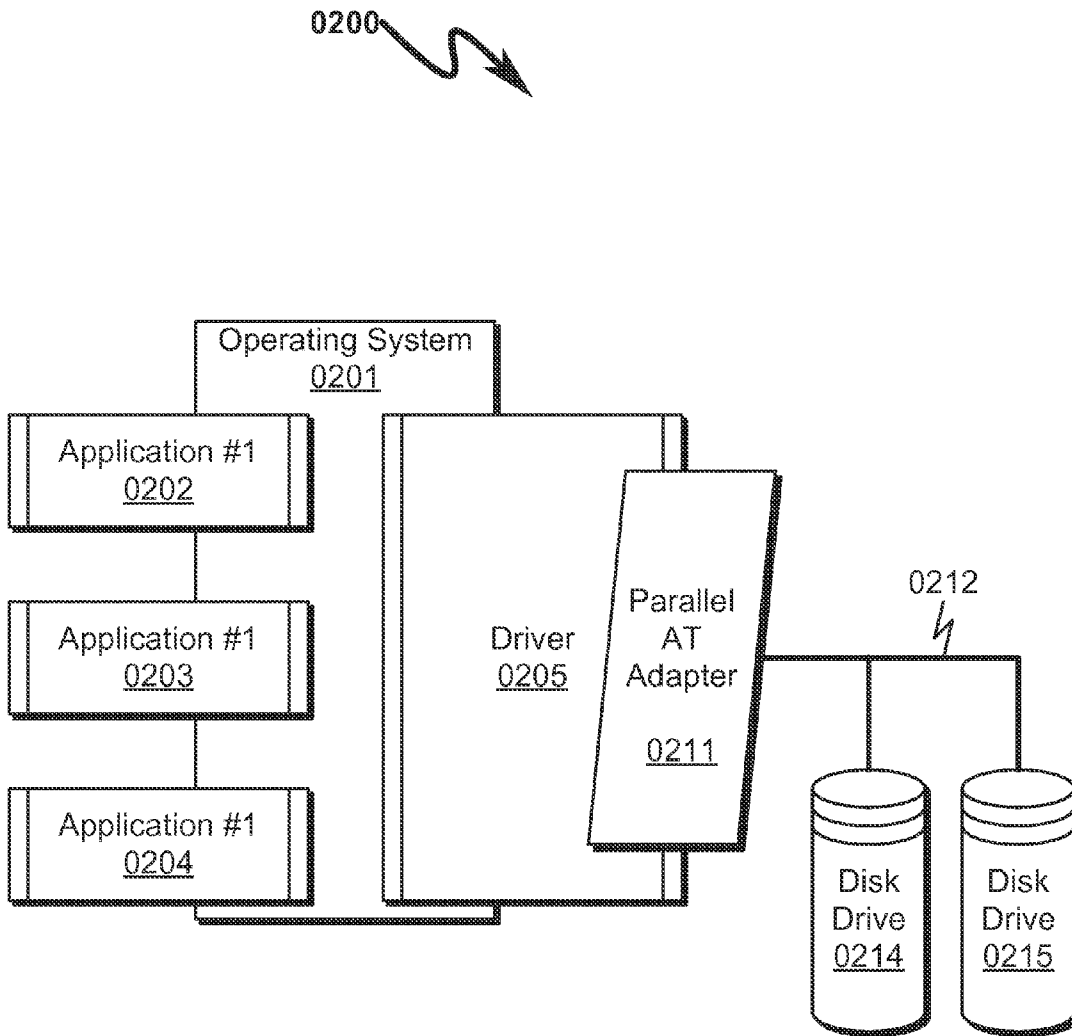 0200
Operating System
0201
Application #1
0202
Application #1
0203
Application #1
0204
Driver
0205
Parallel
AT
Adapter
0211
0212
Disk
Drive
0214
Disk
Drive
0215